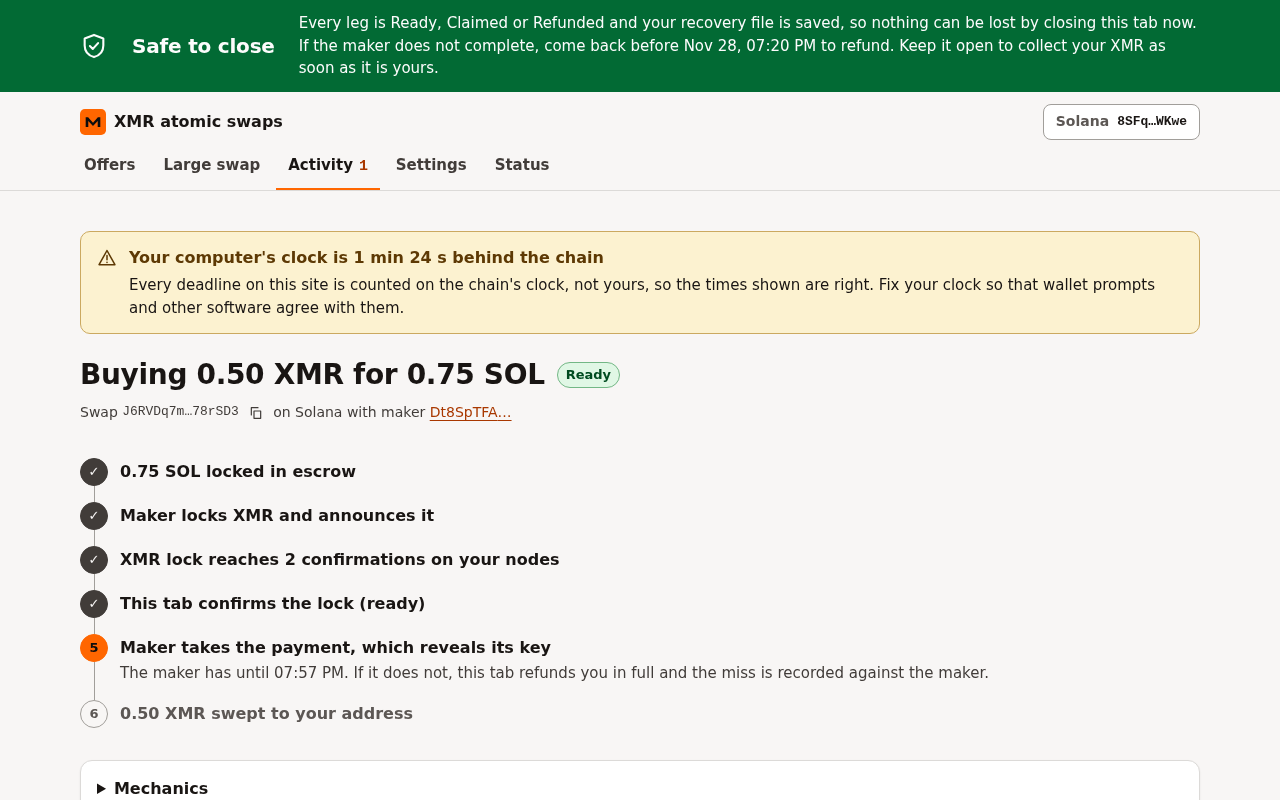 Safe to close
Every leg is Ready, Claimed or Refunded and your recovery file is saved, so nothing can be lost by closing this tab now.
If the maker does not complete, come back before Nov 28, 07:20 PM to refund. Keep it open to collect your XMR as
soon as it is yours.
XMR atomic swaps
Solana 8SFq…WKwe
Offers Large swap Activity 1 Settings Status
Your computer's clock is 1 min 24 s behind the chain
Every deadline on this site is counted on the chain's clock, not yours, so the times shown are right. Fix your clock so that wallet prompts
and other software agree with them.
Buying 0.50 XMR for 0.75 SOL Ready
Swap J6RVDq7m…78rSD3 on Solana with maker Dt8SpTFA…
✓ 0.75 SOL locked in escrow
✓ Maker locks XMR and announces it
✓ XMR lock reaches 2 confirmations on your nodes
✓ This tab confirms the lock (ready)
5 Maker takes the payment, which reveals its key
The maker has until 07:57 PM. If it does not, this tab refunds you in full and the miss is recorded against the maker.
6 0.50 XMR swept to your address
Mechanics